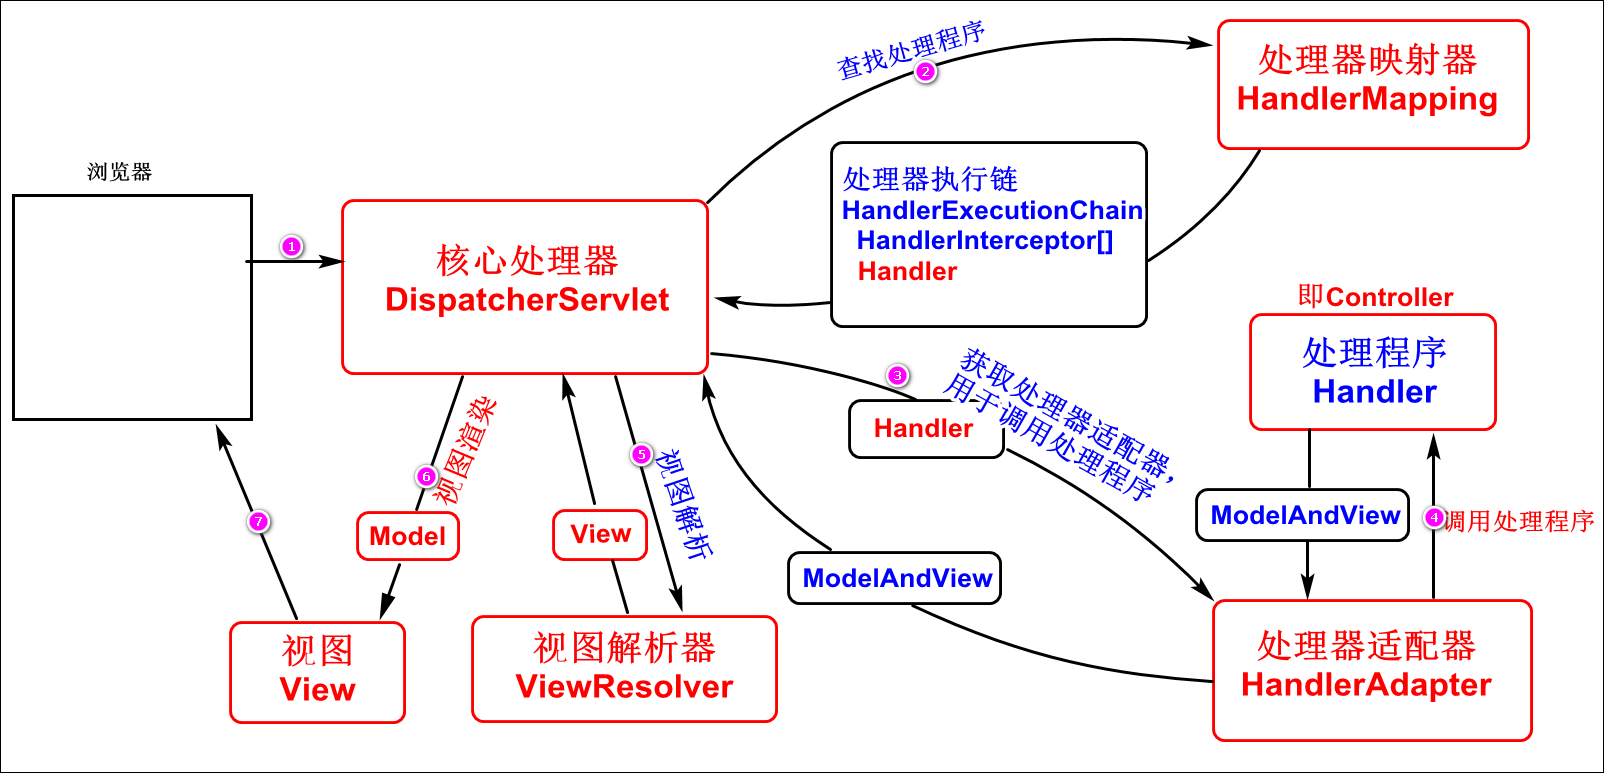 查找处理程序
2
处理器映射器
HandlerMapping
浏览器
处理器执行链
HandlerExecutionChain
HandlerInterceptor[]
Handler
1
核心处理器
DispatcherServlet
即Controller
处理程序
Handler
3
获取处理器适配器,
用于调用处理程序
Handler
6
视图渲染
5
视图解析
7
Model
View
ModelAndView
ModelAndView
4
调用处理程序
视图
View
视图解析器
ViewResolver
处理器适配器
HandlerAdapter